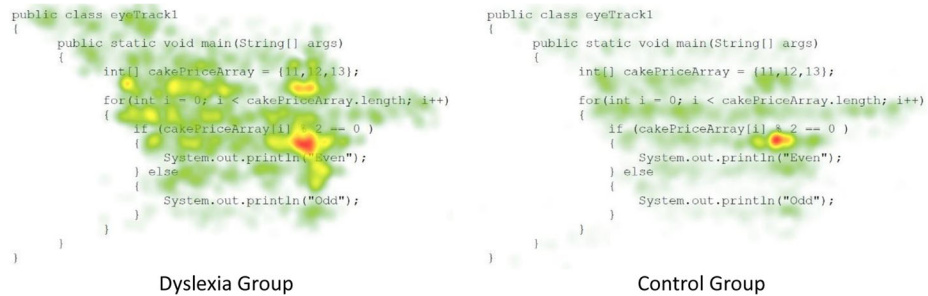 public class eyeTrack1
{
public static void main(String[] args)
{
int[] cakePriceArray = {11,12,13};
for(int i = 0; i < cakePriceArray.length; i++)
{
if (cakePriceArray[i] % 2 == 0 )
{
System.out.println("Even");
} else
{
System.out.println("Odd");
}
}
}
}
Dyslexia Group
public class eyeTrack1
{
public static void main(String[] args)
{
int[] cakePriceArray = {11,12,13};
for(int i = 0; i < cakePriceArray.length; i++)
{
if (cakePriceArray[i] % 2 == 0 )
{
System.out.println("Even");
} else
{
System.out.println("Odd");
}
}
}
}
Control Group